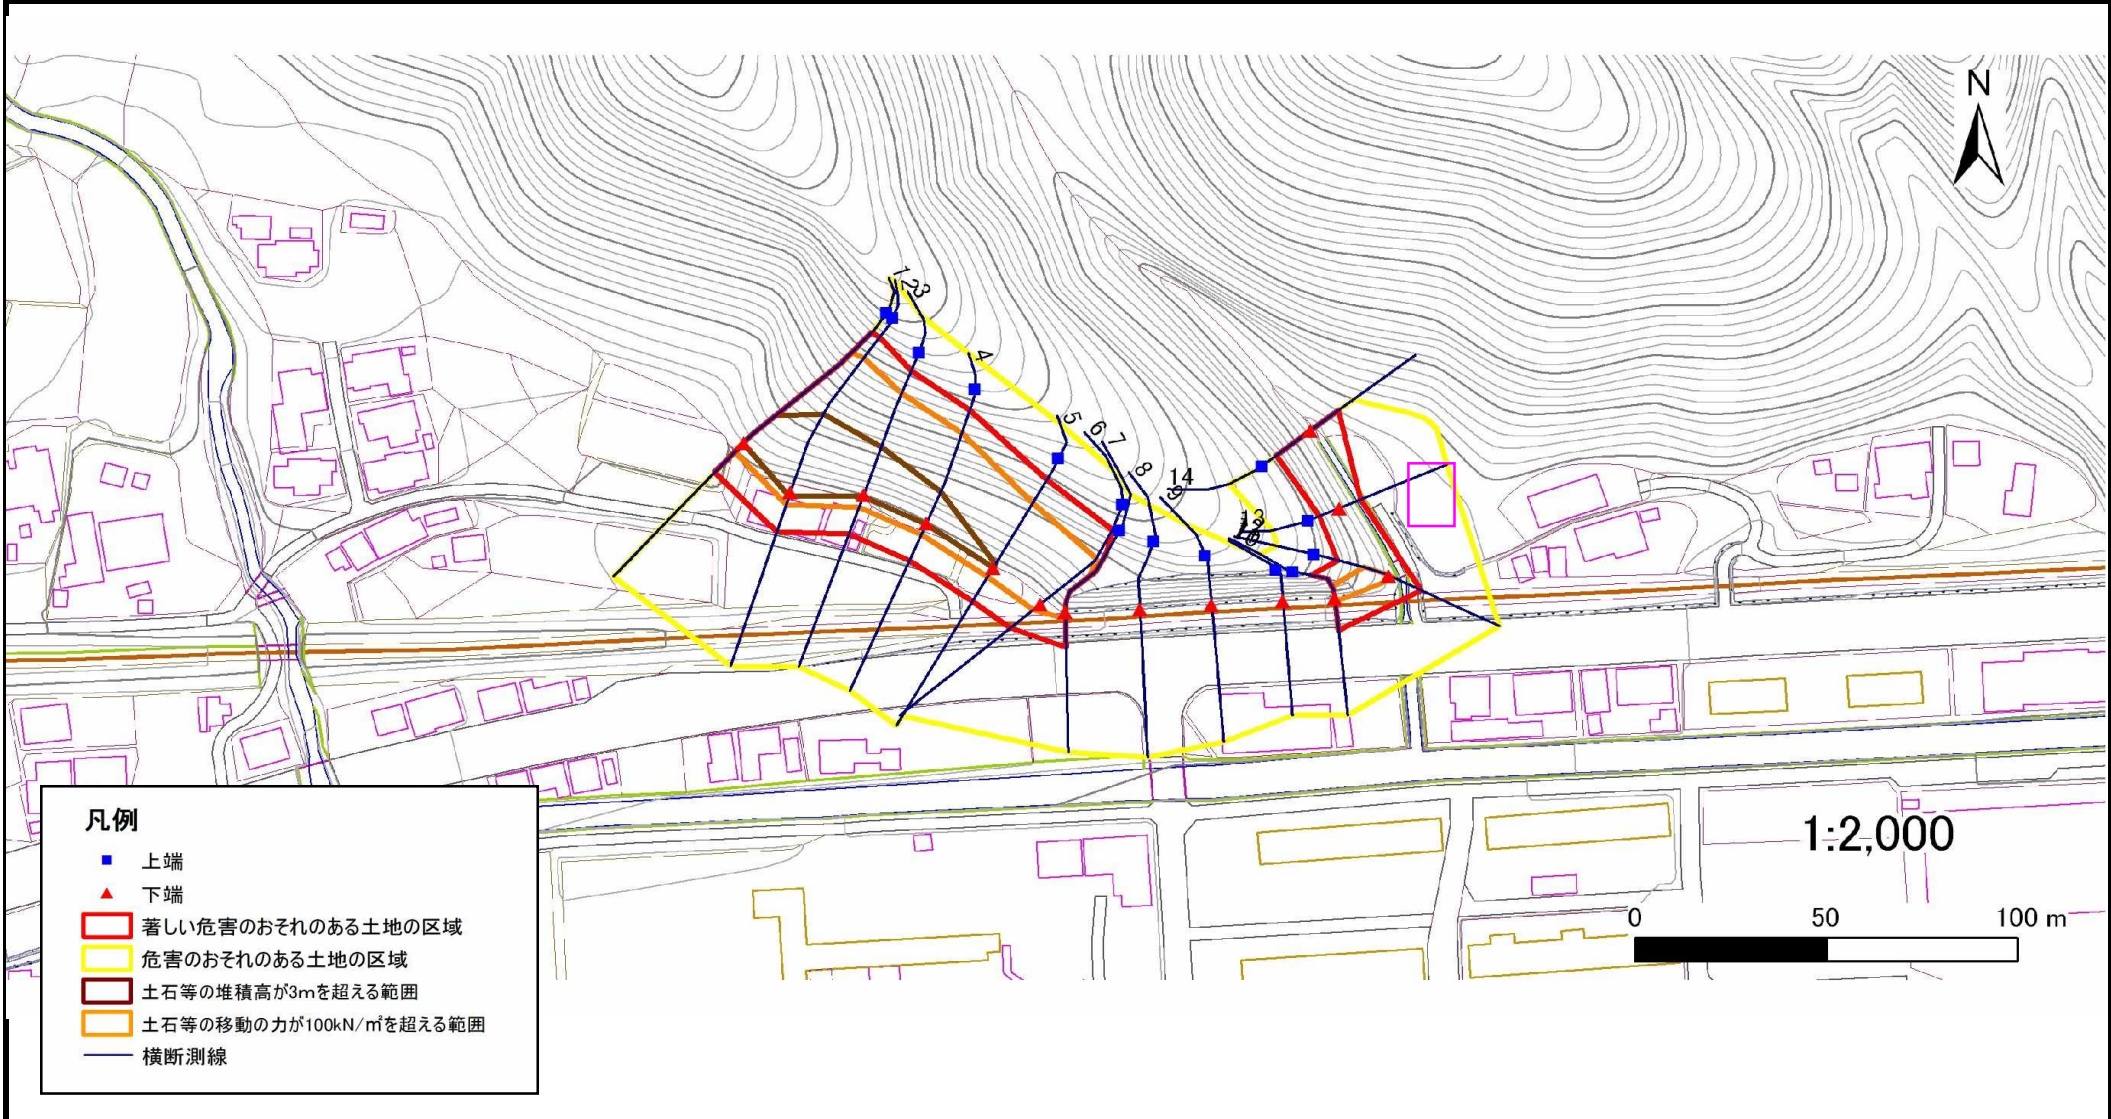 N
1
2
3
4
5
6
7
8
9
14
13
12
凡例
上端
下端
著しい危害のおそれのある土地の区域
危害のおそれのある土地の区域
土石等の堆積高が3mを超える範囲
土石等の移動の力が100kN/㎡を超える範囲
横断測線
1:2,000
0 50 100 m